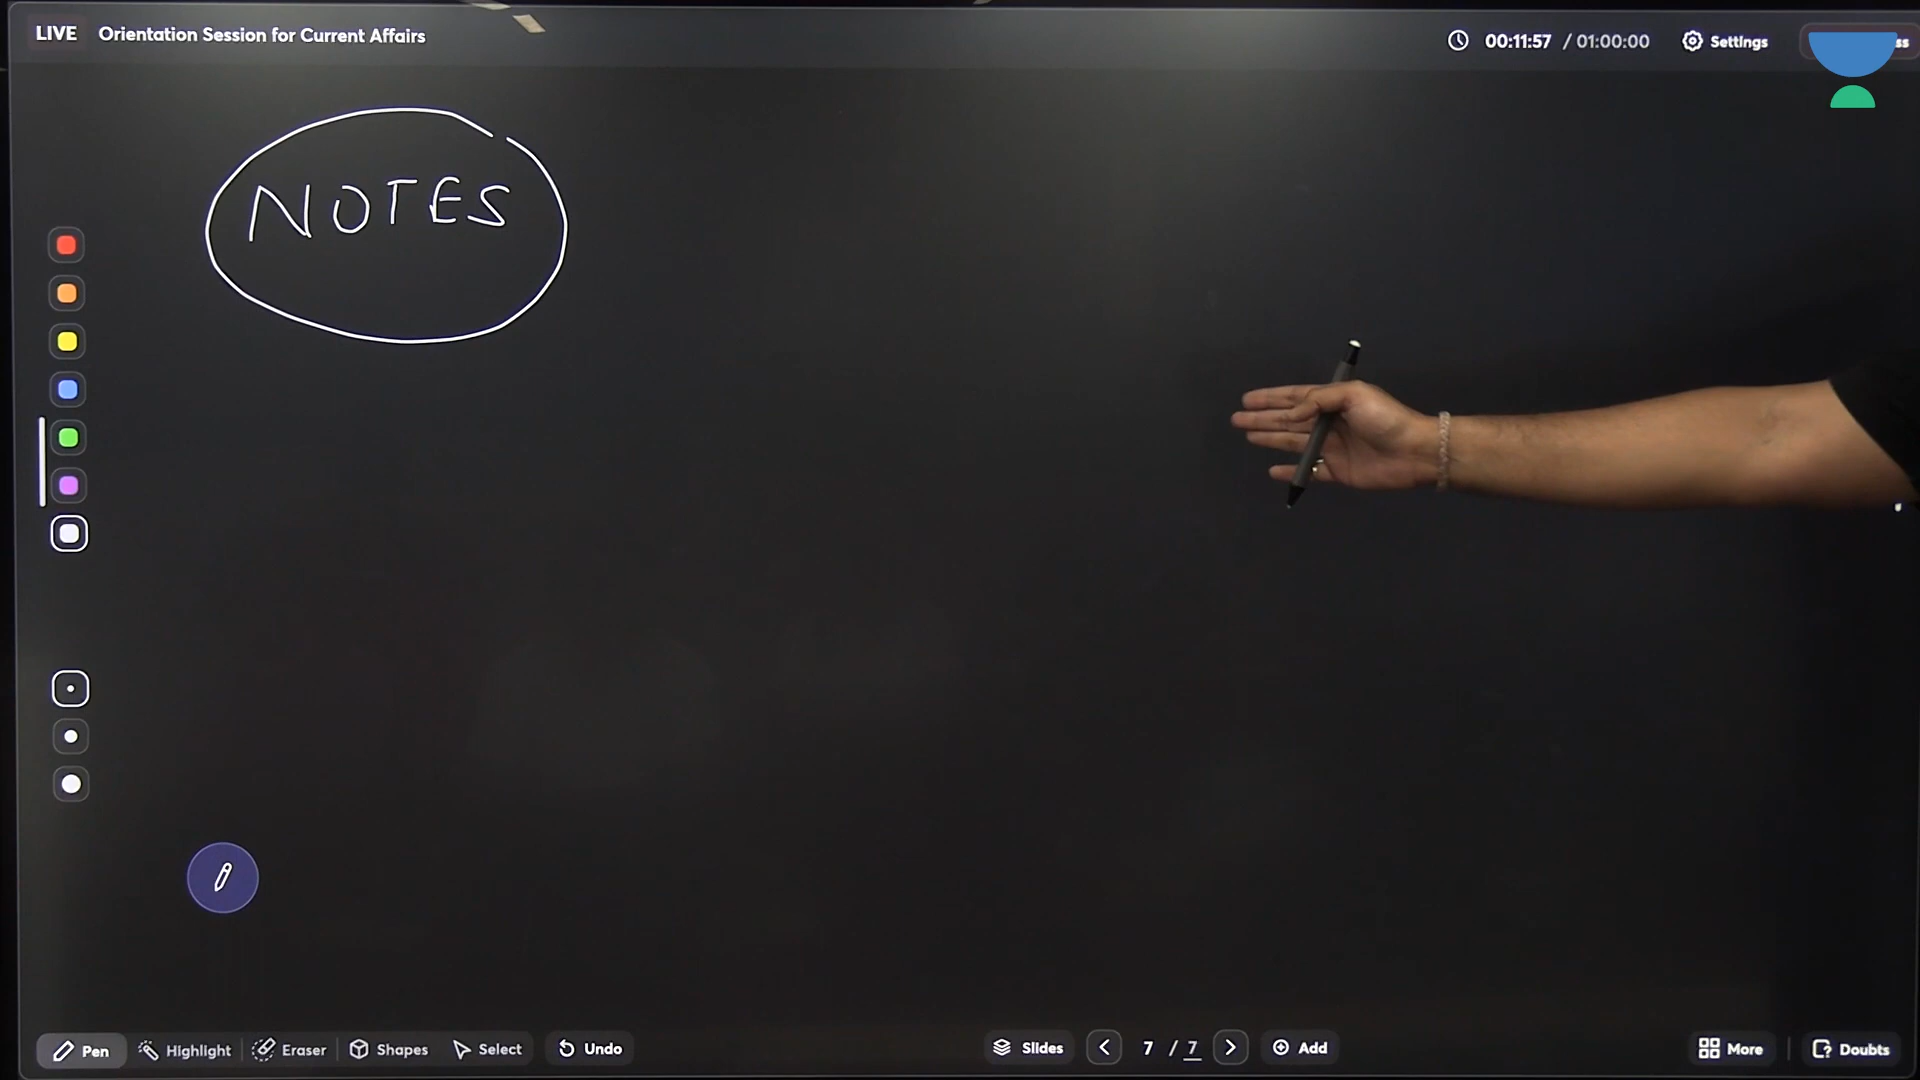 LIVE Orientation Session for Current Affairs
00:11:57 / 01:00:00 Settings ss
NOTES
Pen Highlight Eraser Shapes Select Undo Slides 7 / 7 Add More Doubts